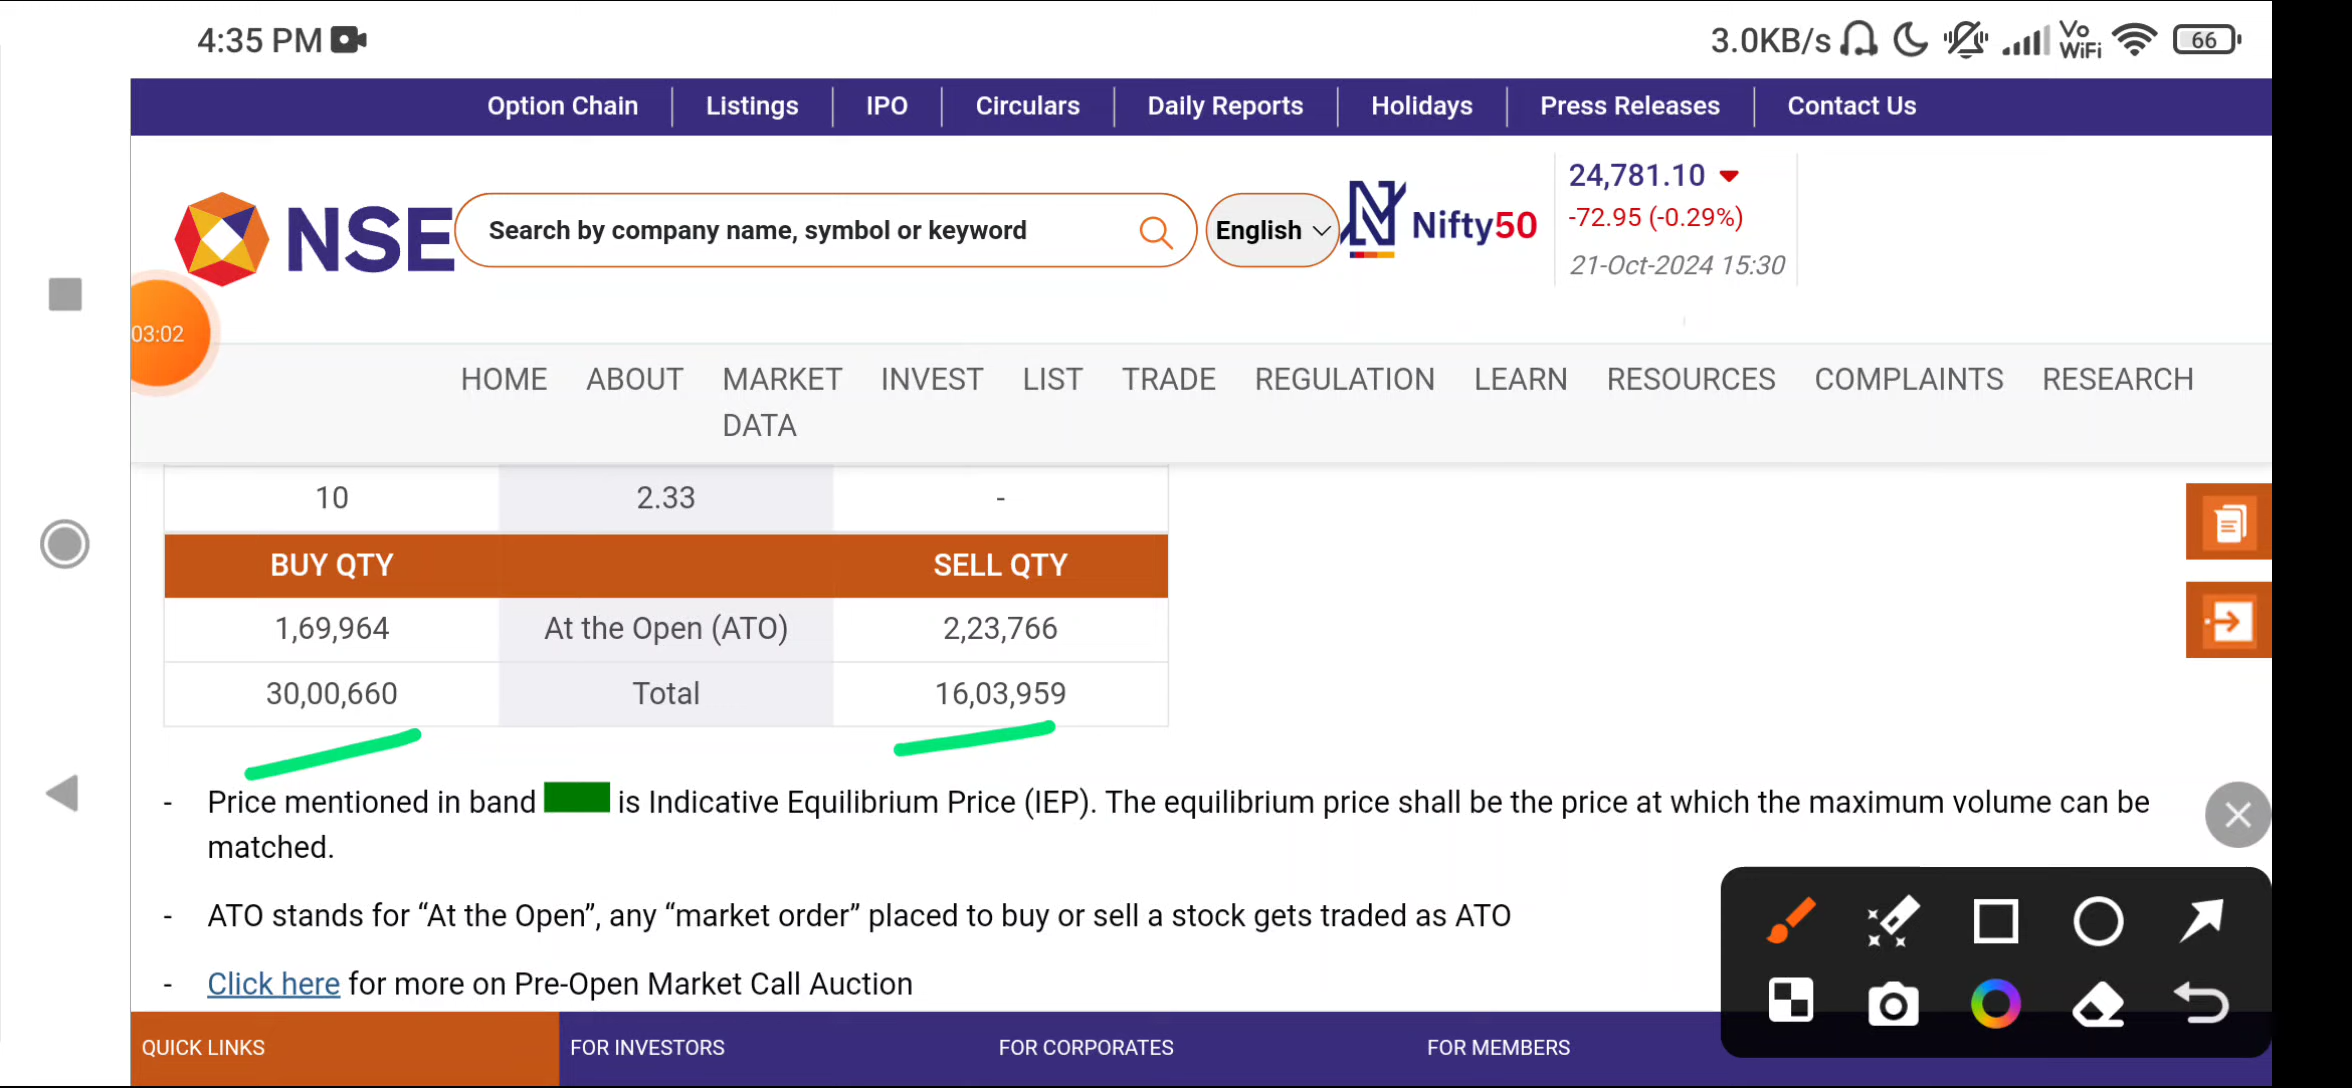 4:35 PM
3.0KB/s
Vo
WiFi
66
Option Chain
Listings
IPO
Circulars
Daily Reports
Holidays
Press Releases
Contact Us
NSE
Search by company name, symbol or keyword
English
Nifty50
24,781.10
-72.95 (-0.29%)
21-Oct-2024 15:30
03:02
HOME ABOUT MARKET DATA INVEST LIST TRADE REGULATION LEARN RESOURCES COMPLAINTS RESEARCH
10 2.33 -
BUY QTY SELL QTY
1,69,964 At the Open (ATO) 2,23,766
30,00,660 Total 16,03,959
- Price mentioned in band is Indicative Equilibrium Price (IEP). The equilibrium price shall be the price at which the maximum volume can be
matched.
- ATO stands for “At the Open”, any “market order” placed to buy or sell a stock gets traded as ATO
- Click here for more on Pre-Open Market Call Auction
QUICK LINKS
FOR INVESTORS
FOR CORPORATES
FOR MEMBERS